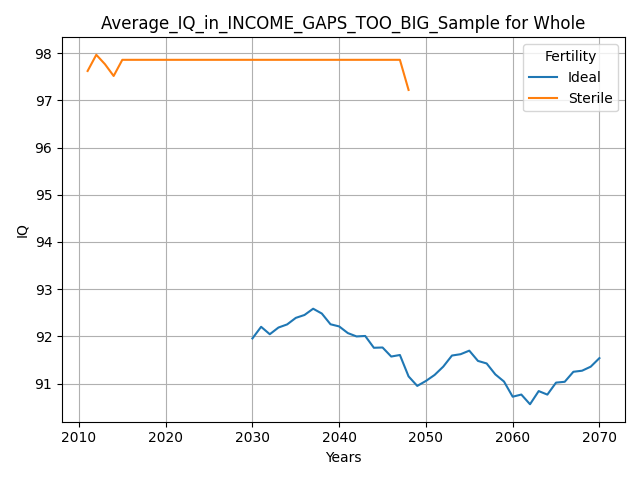 Average_IQ_in_INCOME_GAPS_TOO_BIG_Sample for Whole
Fertility
Ideal
Sterile
98
97
96
95
94
93
92
91
IQ
2010
2020
2030
2040
2050
2060
2070
Years